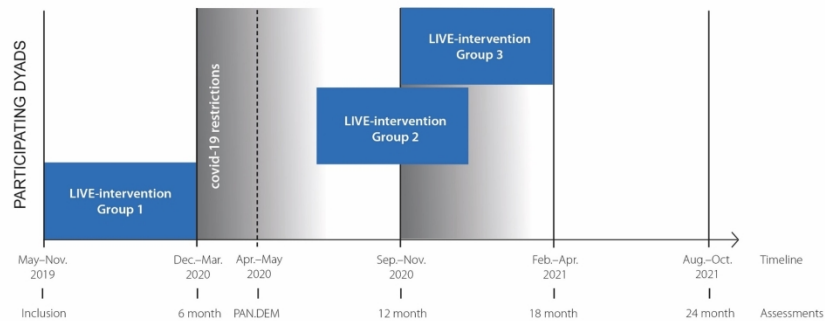 PARTICIPATING DYADS
LIVE-intervention
Group 1
covid-19 restrictions
LIVE-intervention
Group 2
LIVE-intervention
Group 3
May–Nov.
2019
Dec.–Mar.
2020
Apr.–May
2020
Sep.–Nov.
2020
Feb.–Apr.
2021
Aug.–Oct.
2021
Timeline
Inclusion
6 month
PAN.DEM
12 month
18 month
24 month
Assessments